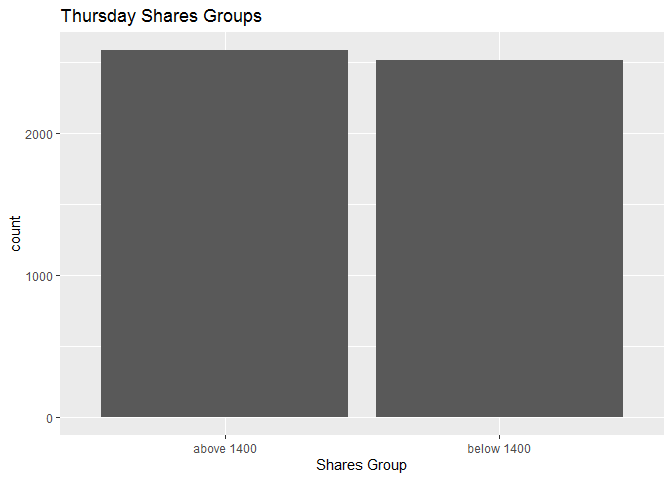 Thursday Shares Groups
count
2000
1000
0
above 1400
below 1400
Shares Group